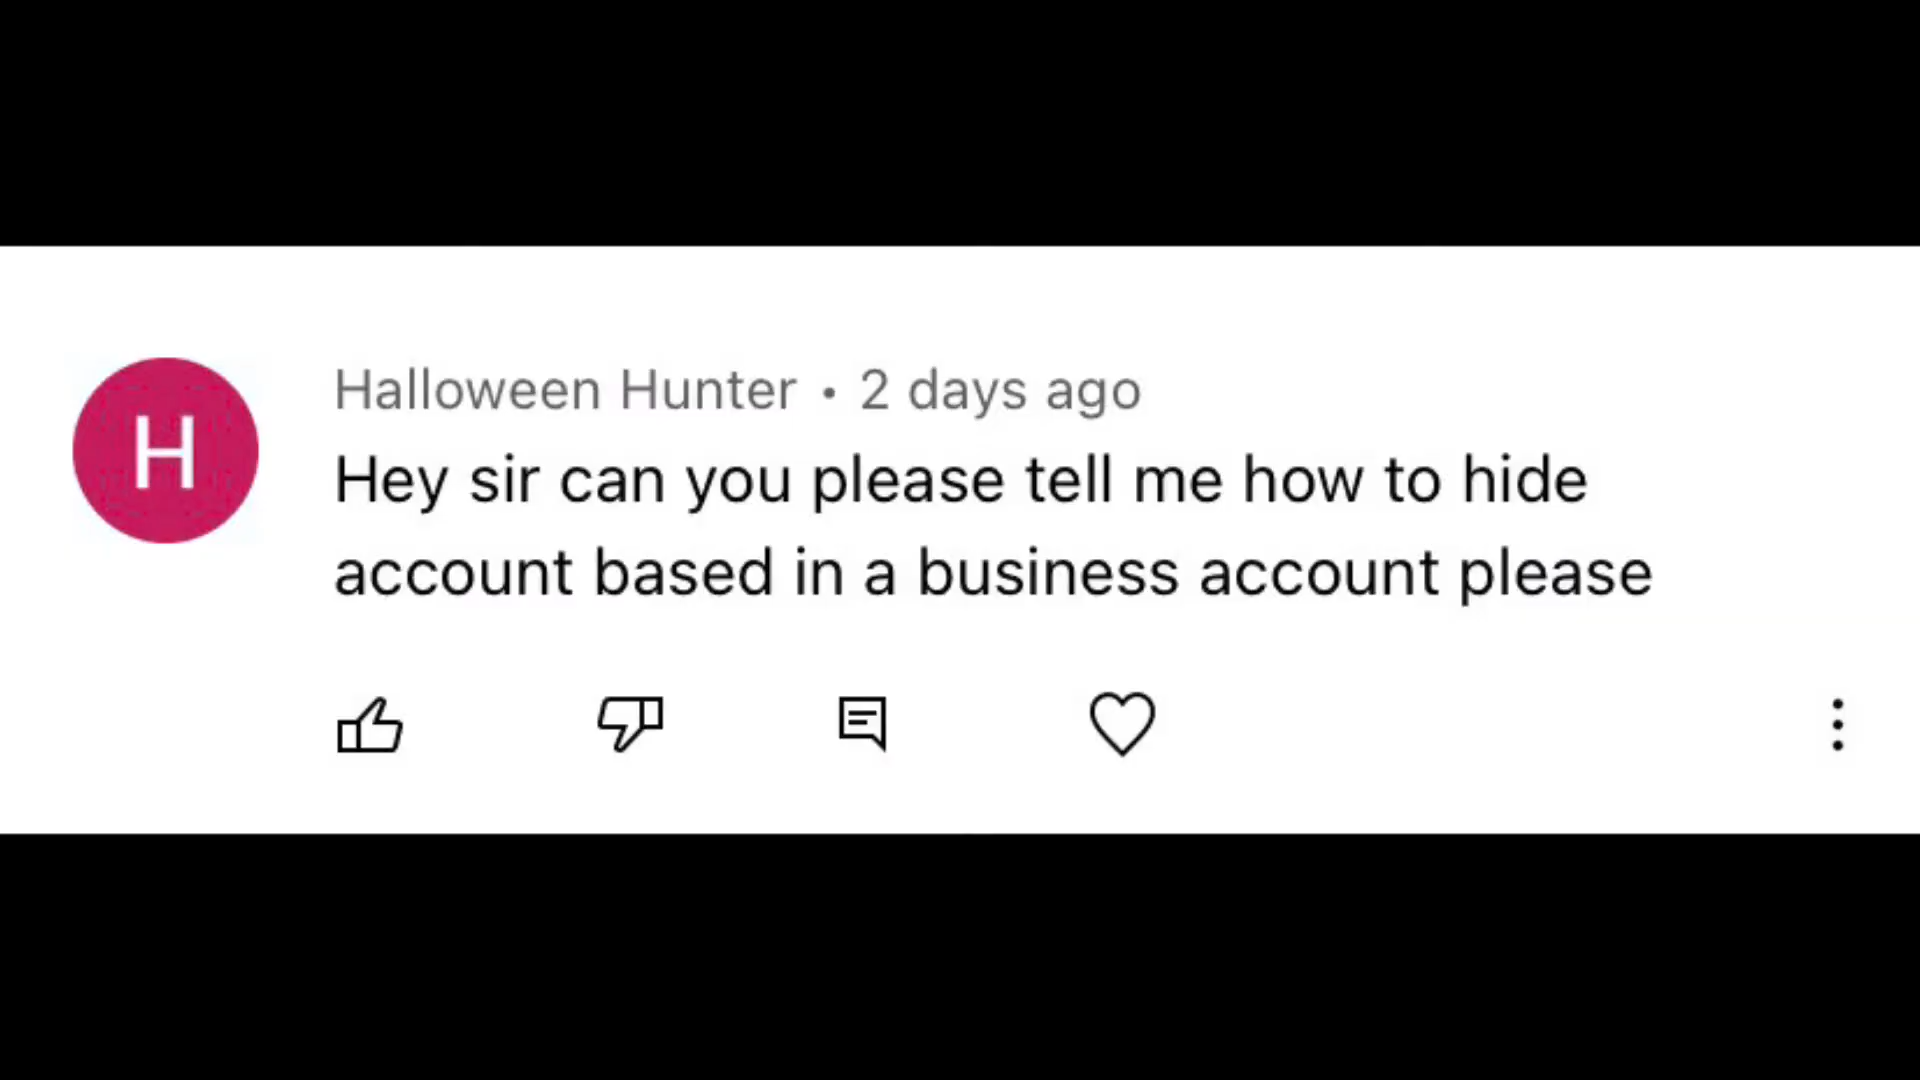 H
Halloween Hunter • 2 days ago
Hey sir can you please tell me how to hide
account based in a business account please